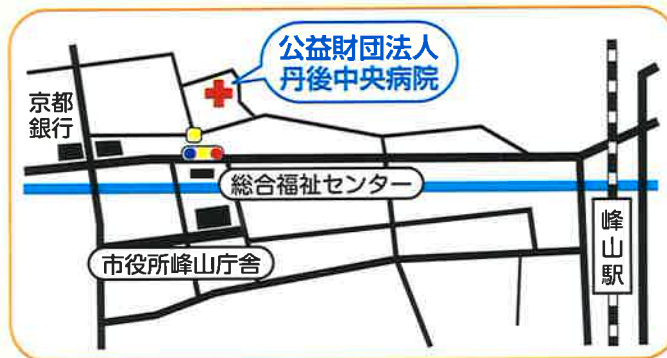 公益財団法人
丹後中央病院
京都
銀行
総合福祉センター
市役所峰山庁舎
峰山駅